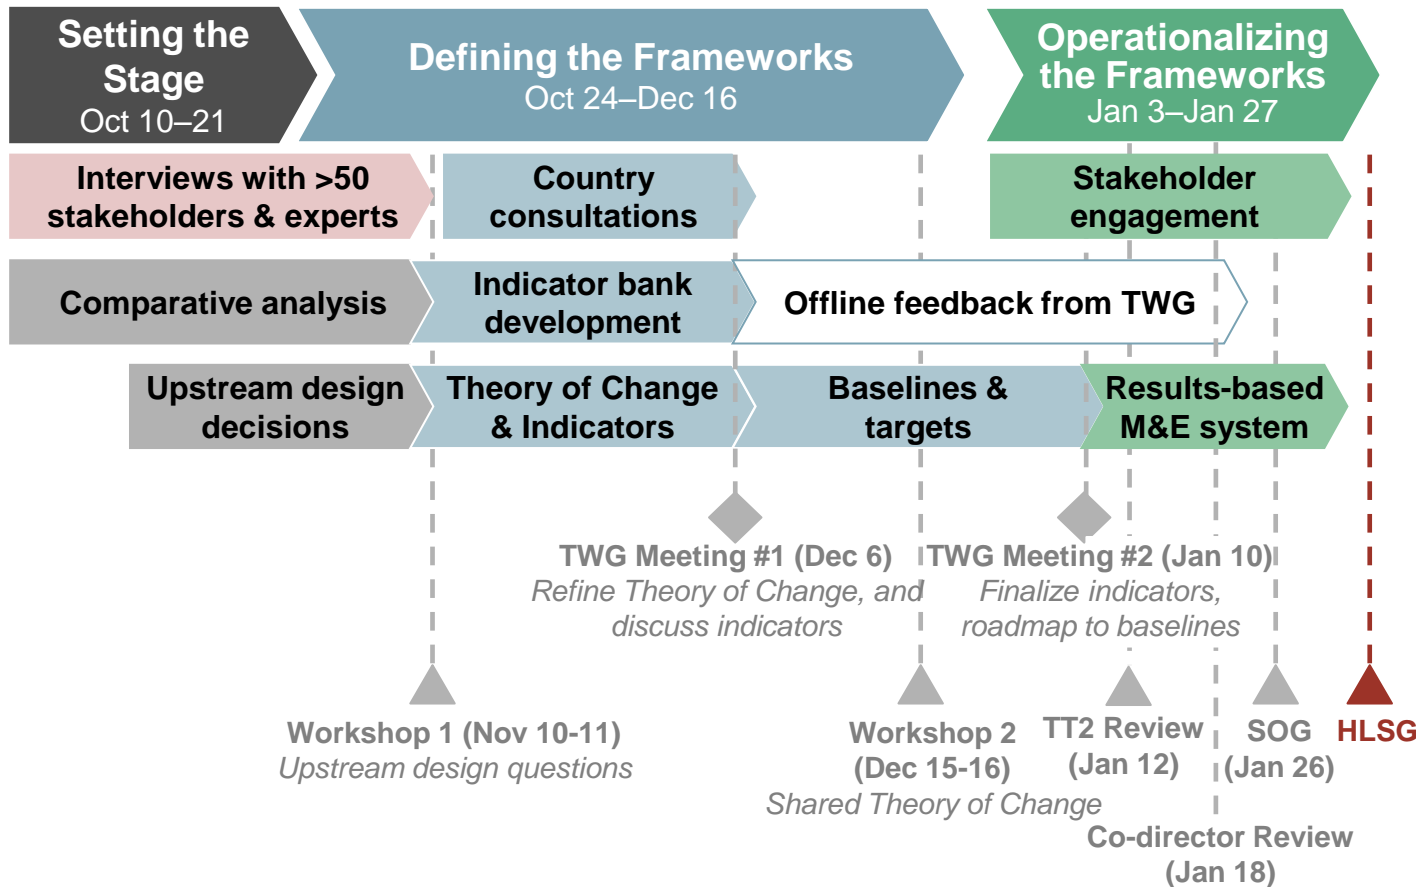 Setting the
Stage
Oct 10–21
Defining the Frameworks
Oct 24–Dec 16
Operationalizing
the Frameworks
Jan 3–Jan 27
Interviews with >50
stakeholders & experts
Country
consultations
Stakeholder
engagement
Comparative analysis
Indicator bank
development
Offline feedback from TWG
Upstream design
decisions
Theory of Change
& Indicators
Baselines &
targets
Results-based
M&E system
TWG Meeting #1 (Dec 6)
Refine Theory of Change, and
discuss indicators
TWG Meeting #2 (Jan 10)
Finalize indicators,
roadmap to baselines
Workshop 1 (Nov 10-11)
Upstream design questions
Workshop 2
(Dec 15-16)
Shared Theory of Change
TT2 Review
(Jan 12)
SOG
(Jan 26)
HLSG
Co-director Review
(Jan 18)